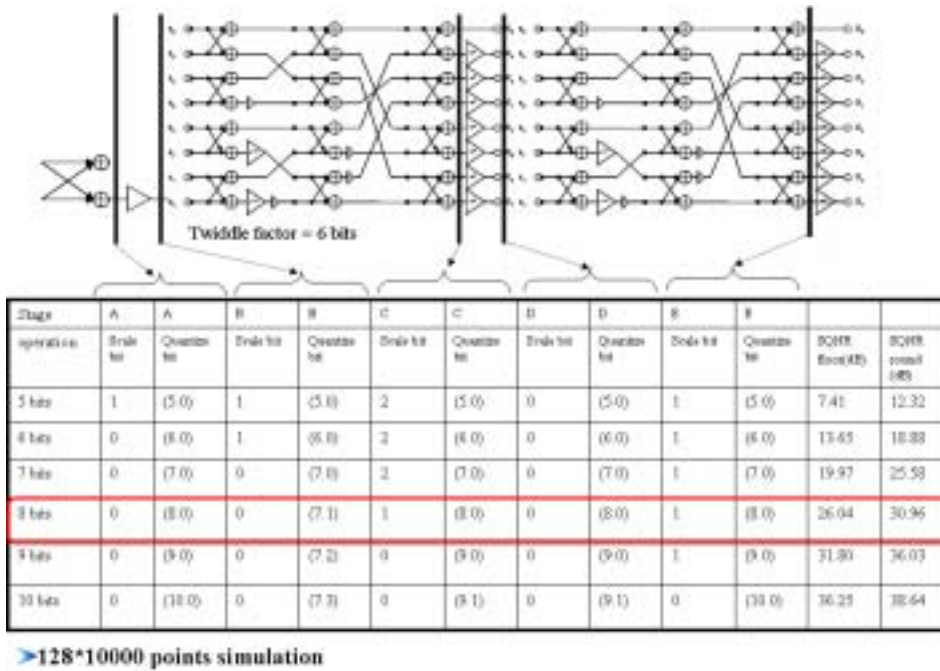 Twiddle factor = 6 bits
Stage A A B B C C D D E
operation Scale bit Quantize bit Scale bit Quantize bit Scale bit Quantize bit Scale bit Quantize bit Scale bit Quantize bit SQNR floor(dB) SQNR round (dB)
5 bits 1 (5.0) 1 (5.0) 2 (5.0) 0 (5.0) 1 (5.0) 7.41 12.32
6 bits 0 (6.0) 1 (6.0) 2 (6.0) 0 (6.0) 1 (6.0) 13.65 18.88
7 bits 0 (7.0) 0 (7.0) 2 (7.0) 0 (7.0) 1 (7.0) 19.97 25.58
8 bits 0 (8.0) 0 (7.1) 1 (8.0) 0 (8.0) 1 (8.0) 26.04 30.96
9 bits 0 (9.0) 0 (7.2) 0 (9.0) 0 (9.0) 1 (9.0) 31.80 36.03
10 bits 0 (10.0) 0 (7.3) 0 (9.1) 0 (9.1) 0 (10.0) 36.25 38.64
➤128*10000 points simulation